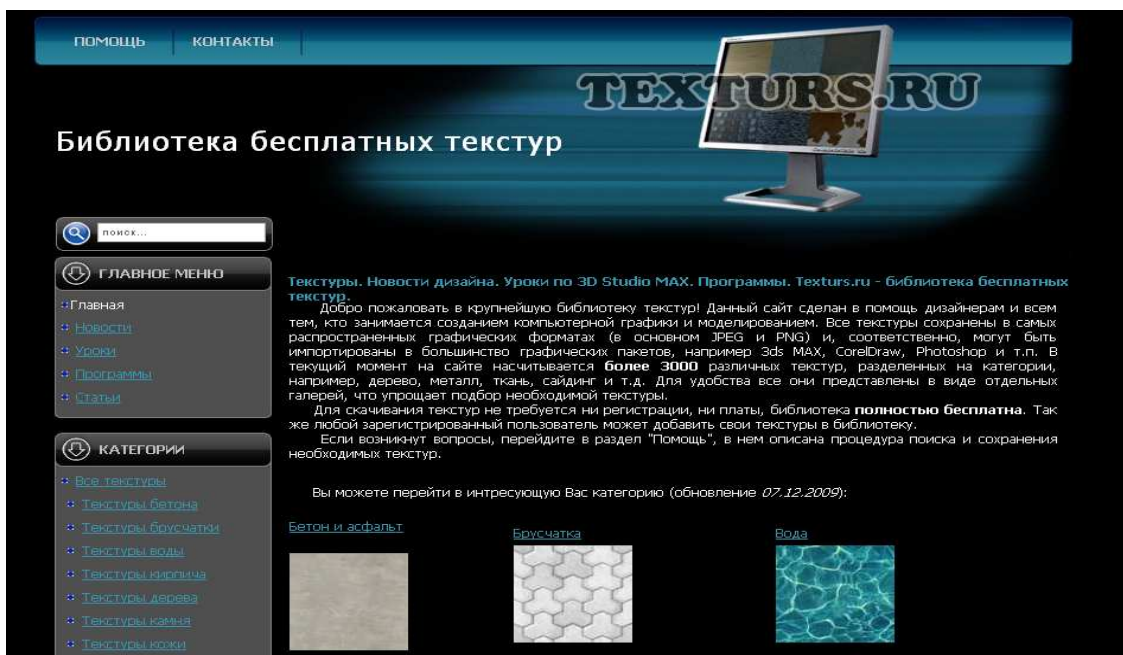 ПОМОЩЬ КОНТАКТЫ
TEXTURS.RU
Библиотека бесплатных текстур
поиск...
ГЛАВНОЕ МЕНЮ
Главная
Новости
Уроки
Программы
Статьи
КАТЕГОРИИ
Все текстуры
Текстуры бетона
Текстуры брусчатки
Текстуры воды
Текстуры кирпича
Текстуры дерева
Текстуры камня
Текстуры кожи
Текстуры. Новости дизайна. Уроки по 3D Studio MAX. Программы. Texturs.ru - библиотека бесплатных
текстур.
Добро пожаловать в крупнейшую библиотеку текстур! Данный сайт сделан в помощь дизайнерам и всем
тем, кто занимается созданием компьютерной графики и моделированием. Все текстуры сохранены в самых
распространенных графических форматах (в основном JPEG и PNG) и, соответственно, могут быть
импортированы в большинство графических пакетов, например 3ds MAX, CorelDraw, Photoshop и т.п. В
текущий момент на сайте насчитывается более 3000 различных текстур, разделенных на категории,
например, дерево, металл, ткань, сайдинг и т.д. Для удобства все они представлены в виде отдельных
галерей, что упрощает подбор необходимой текстуры.
Для скачивания текстур не требуется ни регистрации, ни платы, библиотека полностью бесплатна. Так
же любой зарегистрированный пользователь может добавить свои текстуры в библиотеку.
Если возникнут вопросы, перейдите в раздел "Помощь", в нем описана процедура поиска и сохранения
необходимых текстур.
Вы можете перейти в интресующую Вас категорию (обновление 07.12.2009):
Бетон и асфальт
Брусчатка
Вода